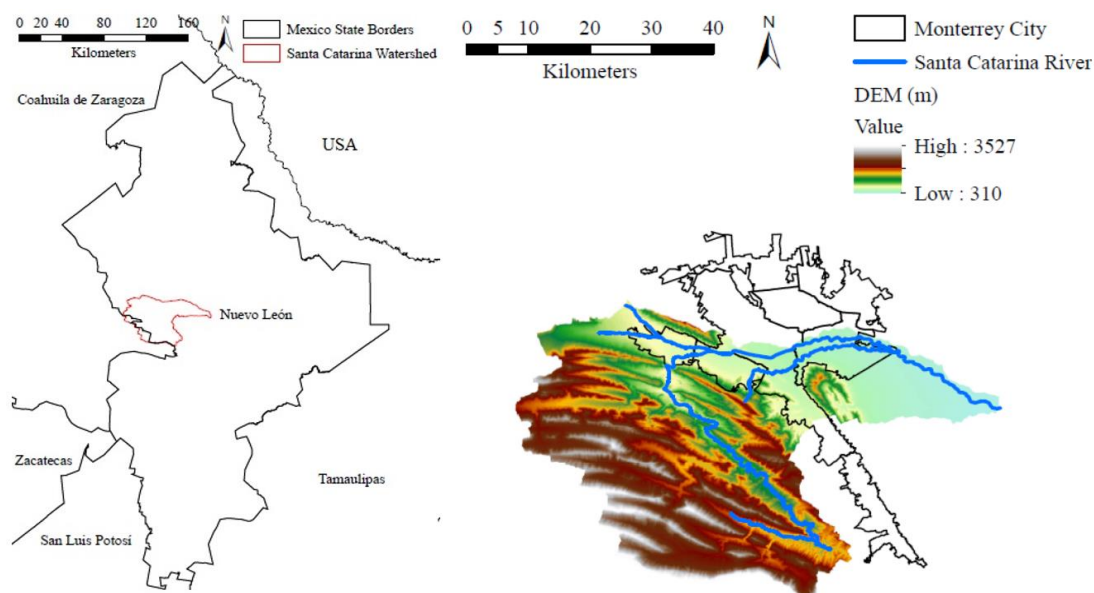 0 20 40 80 120 160
Kilometers
N
Mexico State Borders
Santa Catarina Watershed
Coahuila de Zaragoza
USA
Nuevo León
Zacatecas
Tamaulipas
San Luis Potosí
0 5 10 20 30 40
Kilometers
N
Monterrey City
Santa Catarina River
DEM (m)
Value
High : 3527
Low : 310